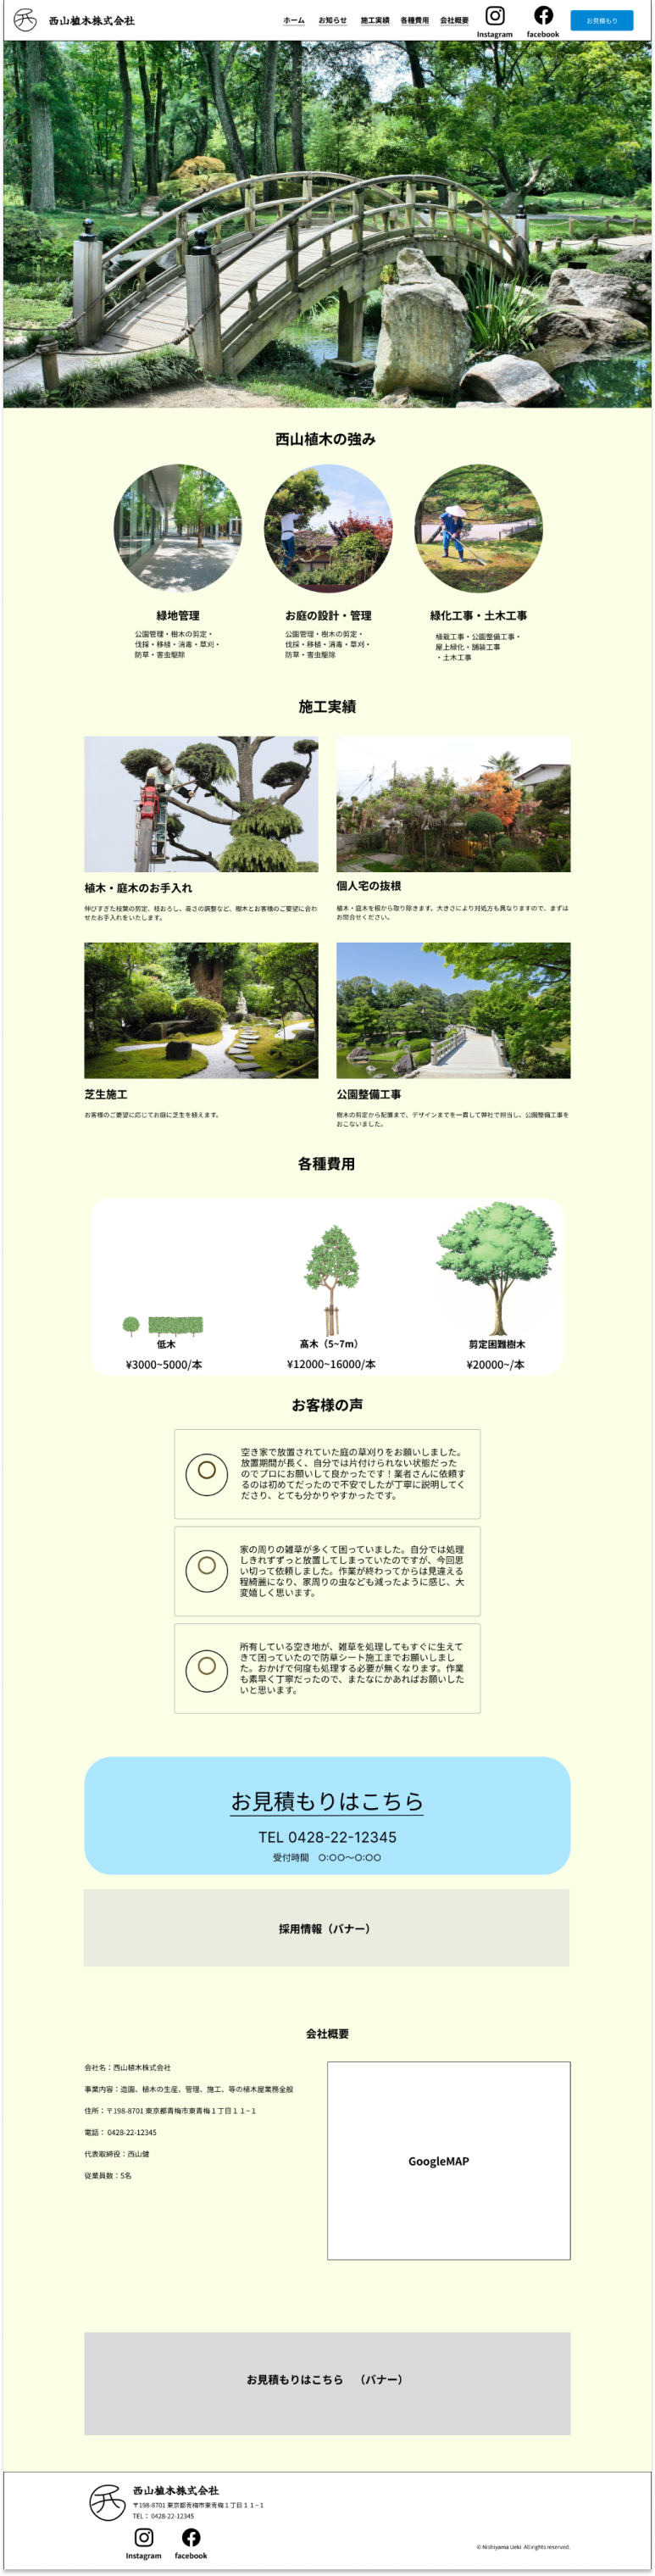 西山植木株式会社
ホーム
お知らせ
施工実績
各種費用
会社概要
Instagram
facebook
お見積もり
西山植木の強み
緑地管理
公園管理・樹木の剪定・
伐採・移植・消毒・草刈・
防草・害虫駆除
お庭の設計・管理
公園管理・樹木の剪定・
伐採・移植・消毒・草刈・
防草・害虫駆除
緑化工事・土木工事
植栽工事・公園整備工事・
屋上緑化・舗装工事
・土木工事
施工実績
植木・庭木のお手入れ
伸びすぎた枝葉の剪定、枝おろし、高さの調整など、樹木とお客様のご要望に合わ
せたお手入れをいたします。
個人宅の抜根
植木・庭木を根から取り除きます。大きさにより対処方も異なりますので、まずは
お問合せください。
芝生施工
お客様のご要望に応じてお庭に芝生を植えます。
公園整備工事
樹木の剪定から配置まで、デザインまでを一貫して弊社で担当し、公園整備工事を
おこないました。
各種費用
低木
¥3000~5000/本
高木（5~7m）
¥12000~16000/本
剪定困難樹木
¥20000~/本
お客様の声
空き家で放置されていた庭の草刈りをお願いしました。
放置期間が長く、自分では片付けられない状態だった
のでプロにお願いして良かったです！業者さんに依頼す
るのは初めてだったので不安でしたが丁寧に説明してく
ださり、とても分かりやすかったです。
家の周りの雑草が多くて困っていました。自分では処理
しきれずずっと放置してしまっていたのですが、今回思
い切って依頼しました。作業が終わってからは見違える
程綺麗になり、家周りの虫なども減ったように感じ、大
変嬉しく思います。
所有している空き地が、雑草を処理してもすぐに生えて
きて困っていたので防草シート施工までお願いしまし
た。おかげで何度も処理する必要が無くなります。作業
も素早く丁寧だったので、またなにかあればお願いした
いと思います。
お見積もりはこちら
TEL 0428-22-12345
受付時間　○:○○〜○:○○
採用情報（バナー）
会社概要
会社名：西山植木株式会社
事業内容：造園、植木の生産、管理、施工、等の植木屋業務全般
住所：〒198-8701 東京都青梅市東青梅１丁目１１−１
電話： 0428-22-12345
代表取締役：西山健
従業員数：5名
GoogleMAP
お見積もりはこちら　（バナー）
西山植木株式会社
〒198-8701 東京都青梅市東青梅１丁目１１−１
TEL： 0428-22-12345
Instagram
facebook
© Nishiyama Ueki All rights reserved.